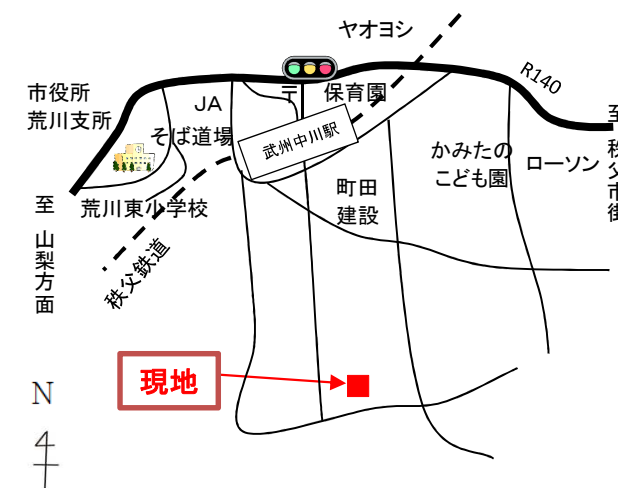 ヤオヨシ
R140
市役所
荒川支所
JA
〒
保育園
至 秩父市街
そば道場
武州中川駅
かみたの
こども園
ローソン
荒川東小学校
町田
建設
至 山梨方面
秩父鉄道
現地
N